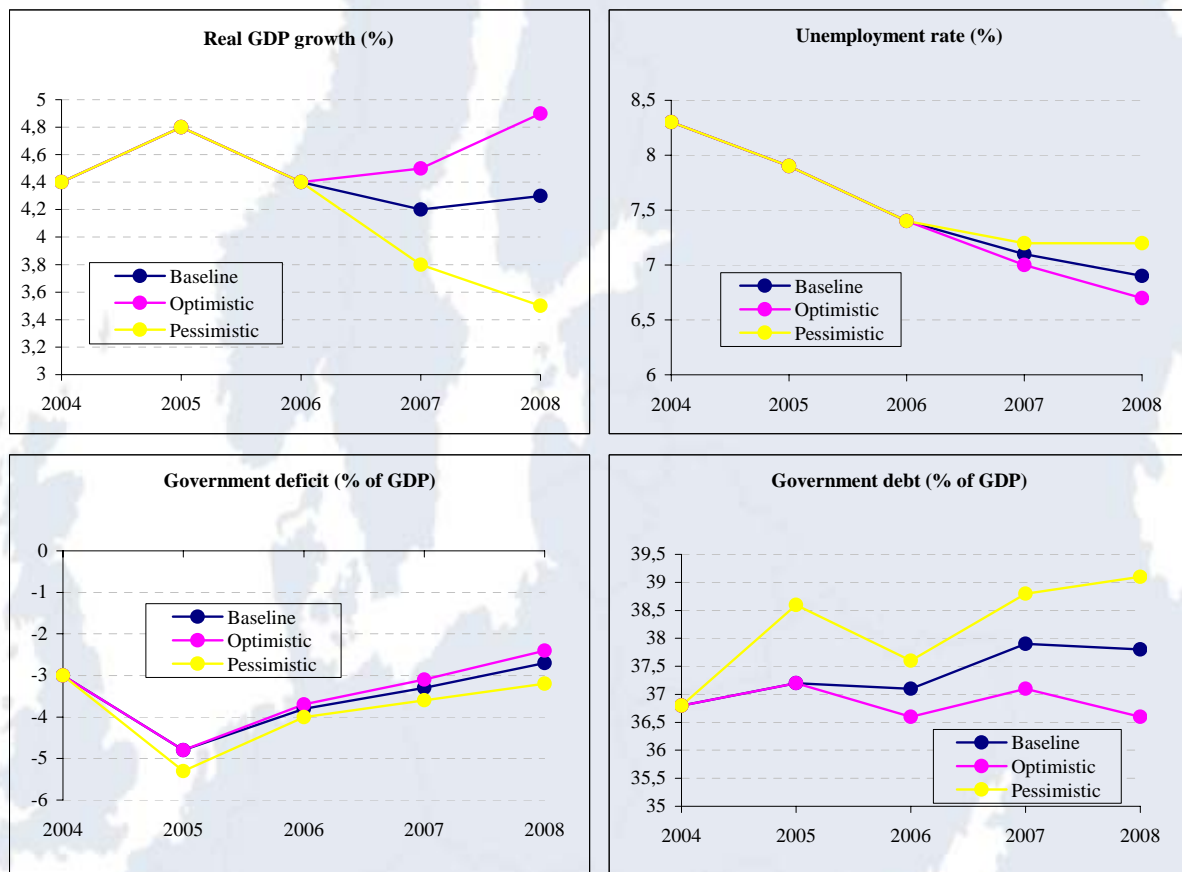 Real GDP growth (%)
5
4,8
4,6
4,4
4,2
4
3,8
3,6
3,4
3,2
3
Baseline
Optimistic
Pessimistic
2004 2005 2006 2007 2008
Unemployment rate (%)
8,5
8
7,5
7
6,5
6
Baseline
Optimistic
Pessimistic
2004 2005 2006 2007 2008
Government deficit (% of GDP)
0
-1
-2
-3
-4
-5
-6
Baseline
Optimistic
Pessimistic
2004 2005 2006 2007 2008
Government debt (% of GDP)
39,5
39
38,5
38
37,5
37
36,5
36
35,5
35
Baseline
Optimistic
Pessimistic
2004 2005 2006 2007 2008